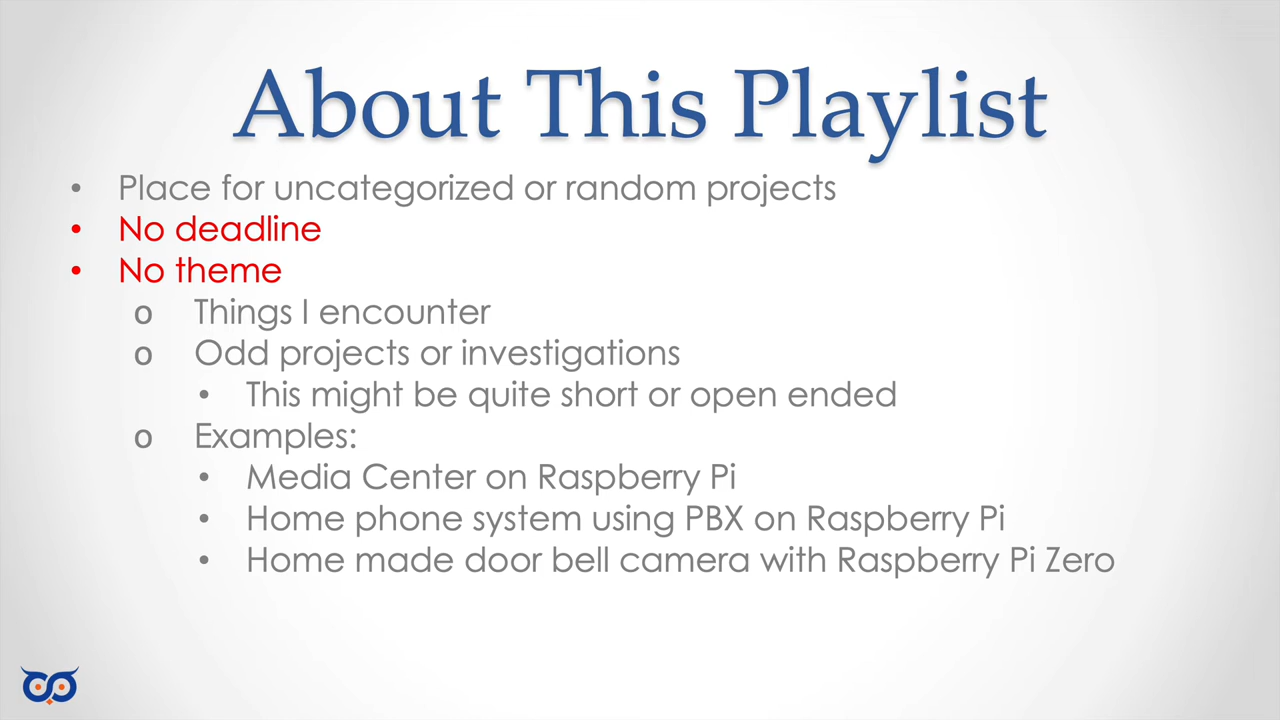 About This Playlist
• Place for uncategorized or random projects
• No deadline
• No theme
o Things I encounter
o Odd projects or investigations
• This might be quite short or open ended
o Examples:
• Media Center on Raspberry Pi
• Home phone system using PBX on Raspberry Pi
• Home made door bell camera with Raspberry Pi Zero